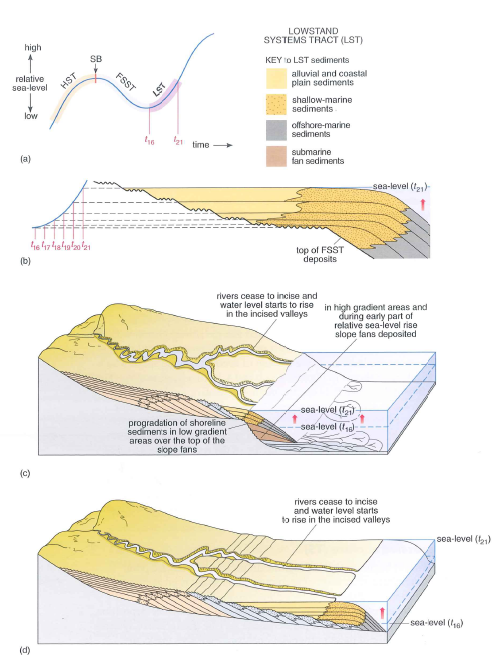 LOWSTAND
SYSTEMS TRACT (LST)
KEY to LST sediments
alluvial and coastal
plain sediments
shallow-marine
sediments
offshore-marine
sediments
submarine
fan sediments
high
relative
sea-level
low
HST
SB
FSST
LST
t16
t21
time
(a)
sea-level (t21)
t16 t17 t18 t19 t20 t21
top of FSST
deposits
(b)
rivers cease to incise and
water level starts to rise
in the incised valleys
in high gradient areas and
during early part of
relative sea-level rise
slope fans deposited
sea-level (t21)
sea-level (t16)
progradation of shoreline
sediments in low gradient
areas over the top of the
slope fans
(c)
rivers cease to incise
and water level starts
to rise in the incised valleys
sea-level (t21)
sea-level (t16)
(d)